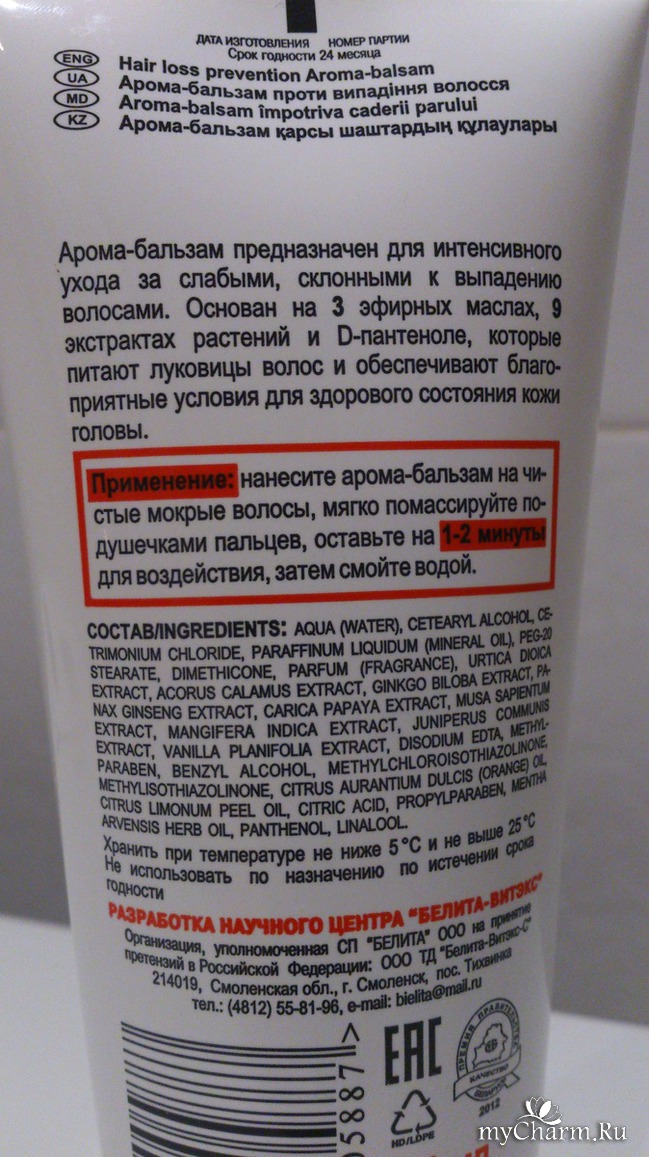 ДАТА ИЗГОТОВЛЕНИЯ НОМЕР ПАРТИИ
Срок годности 24 месяца
ENG Hair loss prevention Aroma-balsam
UA Арома-бальзам проти випадіння волосся
MD Aroma-balsam împotriva caderii parului
KZ Арома-бальзам қарсы шаштардың құлаулары
Арома-бальзам предназначен для интенсивного
ухода за слабыми, склонными к выпадению
волосами. Основан на 3 эфирных маслах, 9
экстрактах растений и D-пантеноле, которые
питают луковицы волос и обеспечивают благо-
приятные условия для здорового состояния кожи
головы.
Применение: нанесите арома-бальзам на чи-
стые мокрые волосы, мягко помассируйте по-
душечками пальцев, оставьте на 1-2 минуты
для воздействия, затем смойте водой.
СОСТАВ/INGREDIENTS: AQUA (WATER), CETEARYL ALCOHOL, CE-
TRIMONIUM CHLORIDE, PARAFFINUM LIQUIDUM (MINERAL OIL), PEG-20
STEARATE, DIMETHICONE, PARFUM (FRAGRANCE), URTICA DIOICA
EXTRACT, ACORUS CALAMUS EXTRACT, GINKGO BILOBA EXTRACT, PA-
NAX GINSENG EXTRACT, CARICA PAPAYA EXTRACT, MUSA SAPIENTUM
EXTRACT, MANGIFERA INDICA EXTRACT, JUNIPERUS COMMUNIS
EXTRACT, VANILLA PLANIFOLIA EXTRACT, DISODIUM EDTA, METHYL-
PARABEN, BENZYL ALCOHOL, METHYLCHLOROISOTHIAZOLINONE,
METHYLISOTHIAZOLINONE, CITRUS AURANTIUM DULCIS (ORANGE) OIL,
CITRUS LIMONUM PEEL OIL, CITRIC ACID, PROPYLPARABEN, MENTHA
ARVENSIS HERB OIL, PANTHENOL, LINALOOL.
Хранить при температуре не ниже 5°С и не выше 25°С
Не использовать по назначению по истечении срока
годности
РАЗРАБОТКА НАУЧНОГО ЦЕНТРА "БЕЛИТА-ВИТЭКС"
Организация, уполномоченная СП "БЕЛИТА" ООО на принятие
претензий в Российской Федерации: ООО ТД "Белита-Витэкс-С"
214019, Смоленская обл., г. Смоленск, пос. Тихвинка
тел.: (4812) 55-81-96, e-mail: bielita@mail.ru
5887 >
EAC
ПРЕМИЯ ПРАВИТЕЛЬСТВА
КАЧЕСТВО
2012
HD/LDPE
myCharm.Ru